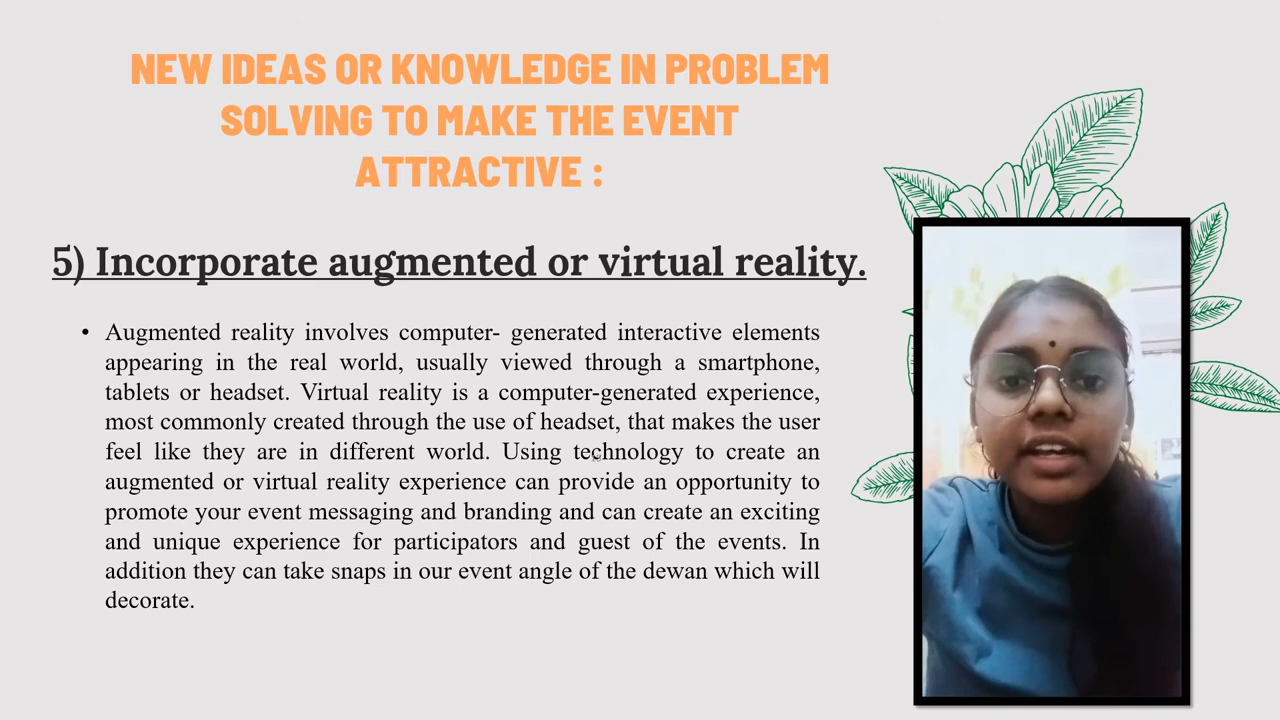 NEW IDEAS OR KNOWLEDGE IN PROBLEM
SOLVING TO MAKE THE EVENT
ATTRACTIVE :
5) Incorporate augmented or virtual reality.
• Augmented reality involves computer- generated interactive elements
appearing in the real world, usually viewed through a smartphone,
tablets or headset. Virtual reality is a computer-generated experience,
most commonly created through the use of headset, that makes the user
feel like they are in different world. Using technology to create an
augmented or virtual reality experience can provide an opportunity to
promote your event messaging and branding and can create an exciting
and unique experience for participators and guest of the events. In
addition they can take snaps in our event angle of the dewan which will
decorate.